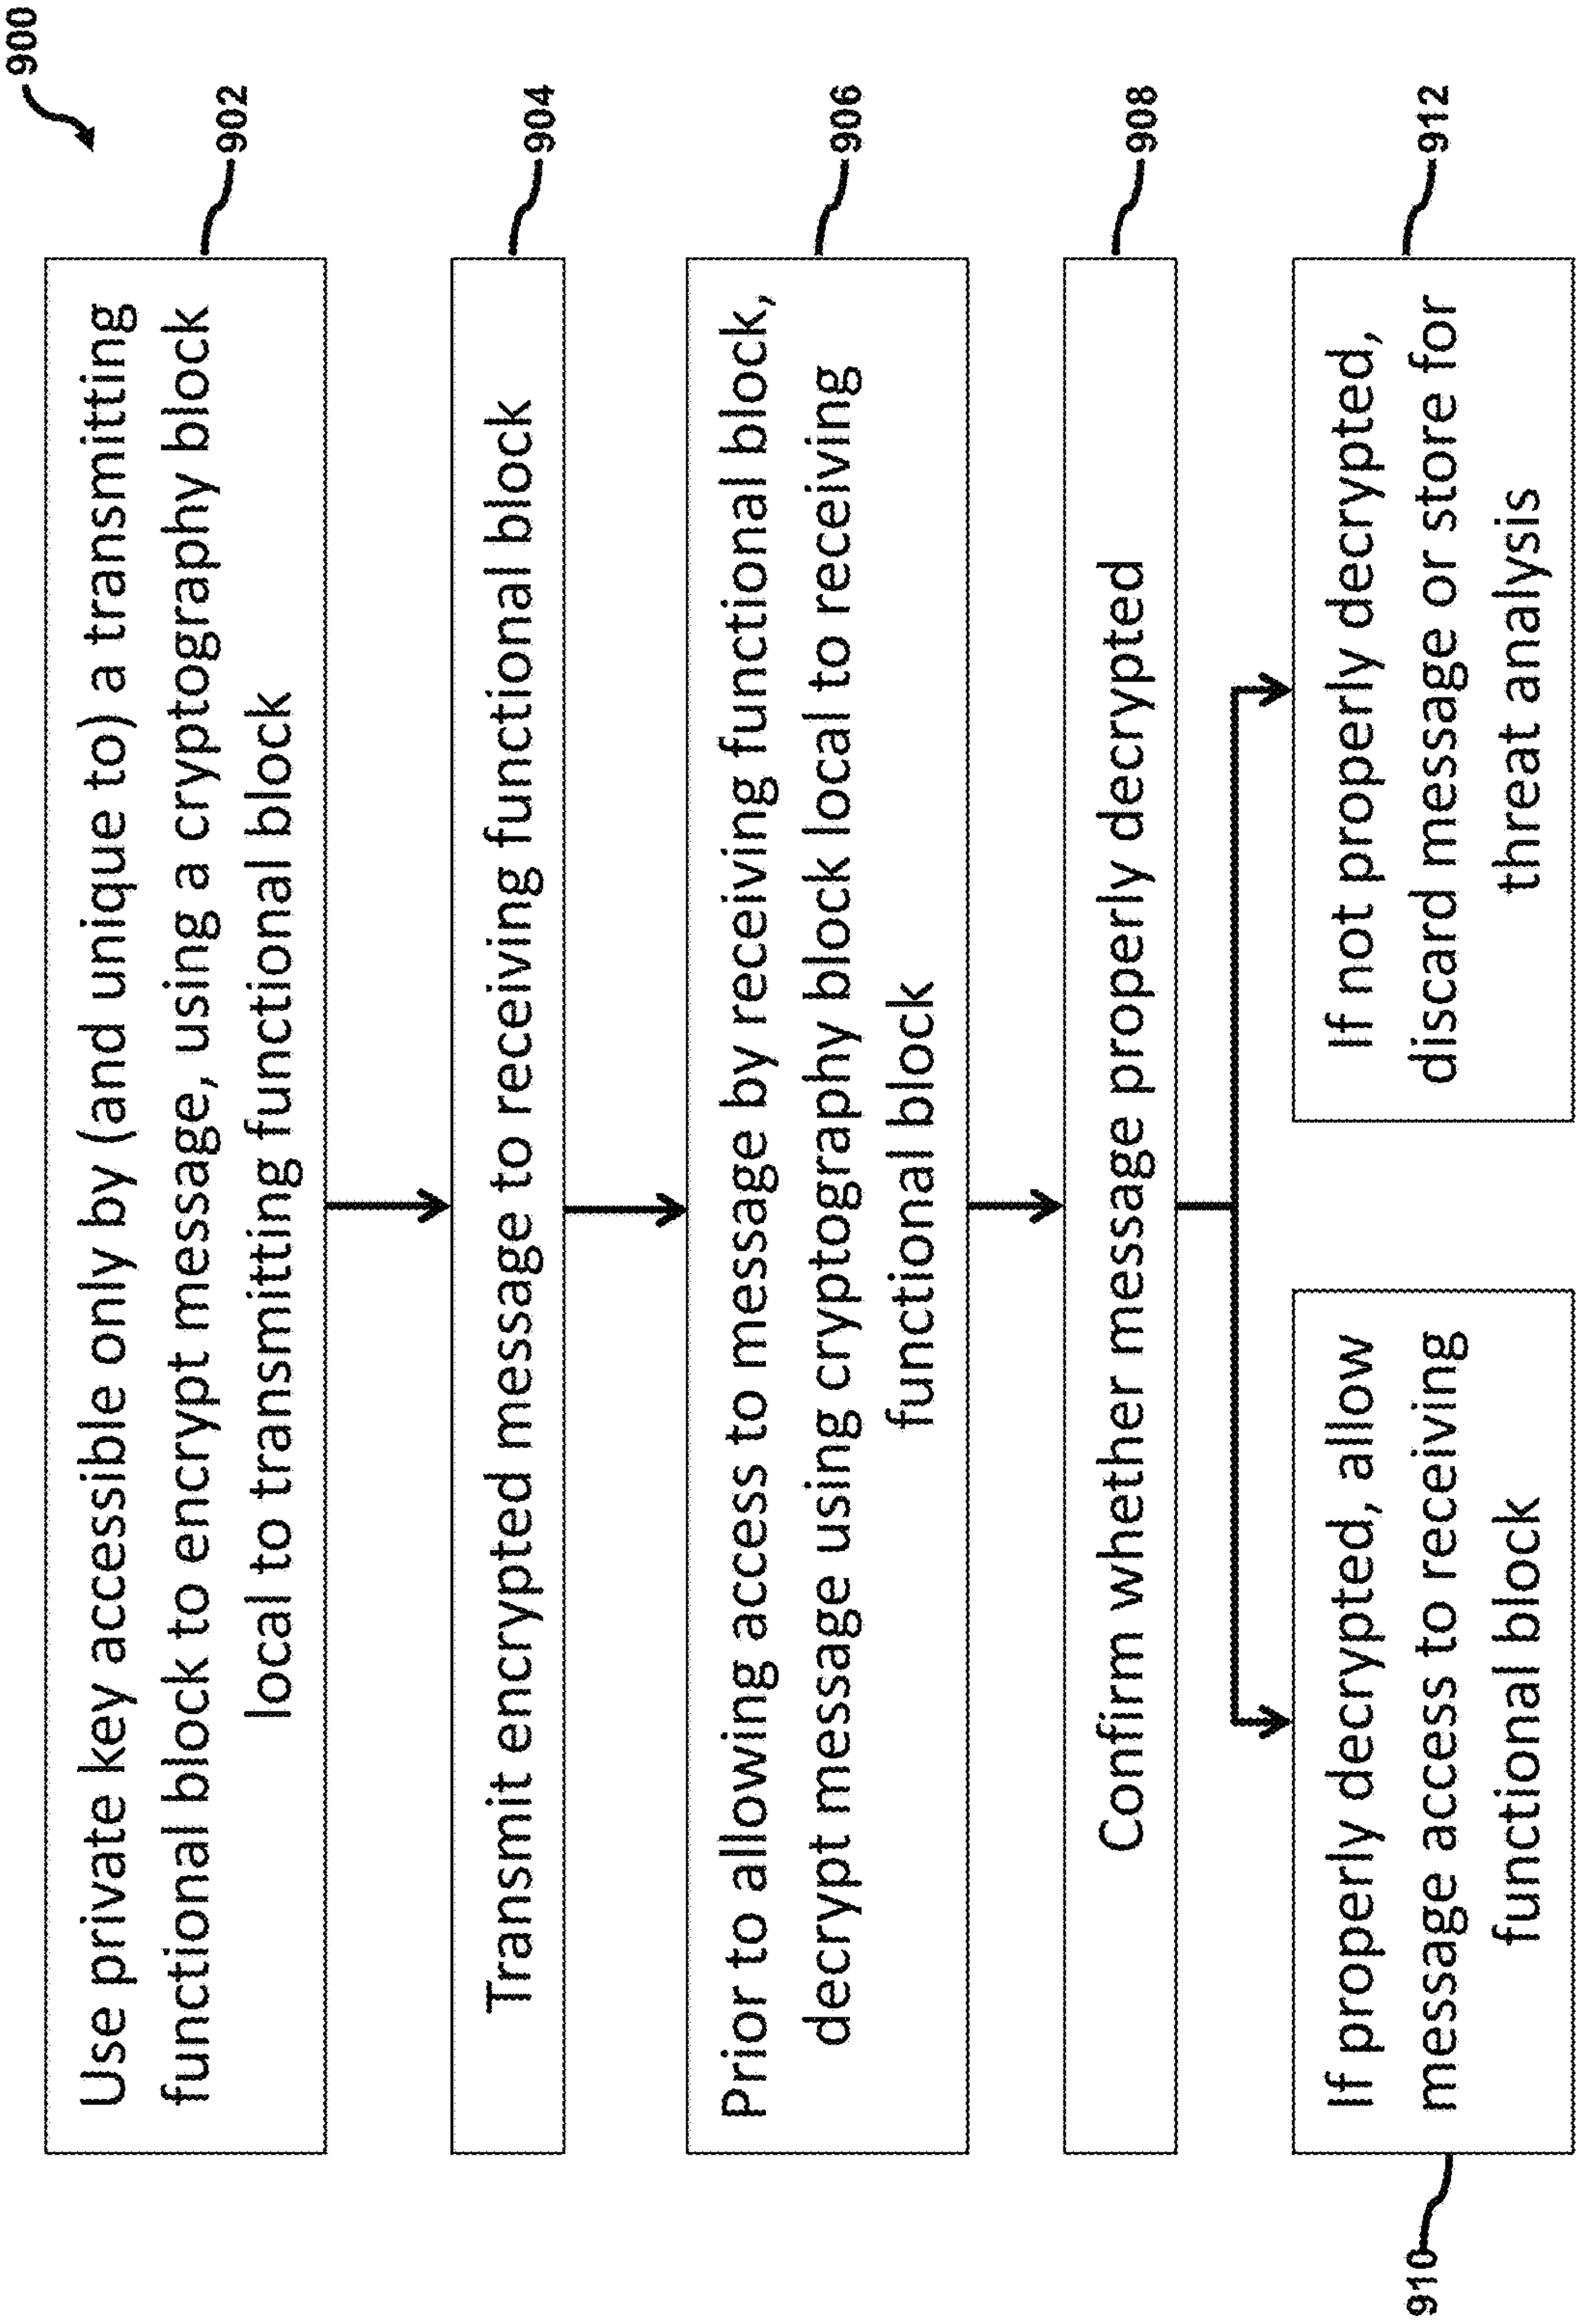 900
Use private key accessible only by (and unique to) a transmitting
functional block to encrypt message, using a cryptography block
local to transmitting functional block
902
Transmit encrypted message to receiving functional block
904
Prior to allowing access to message by receiving functional block,
decrypt message using cryptography block local to receiving
functional block
906
Confirm whether message properly decrypted
908
If properly decrypted, allow
message access to receiving
functional block
910
If not properly decrypted,
discard message or store for
threat analysis
912